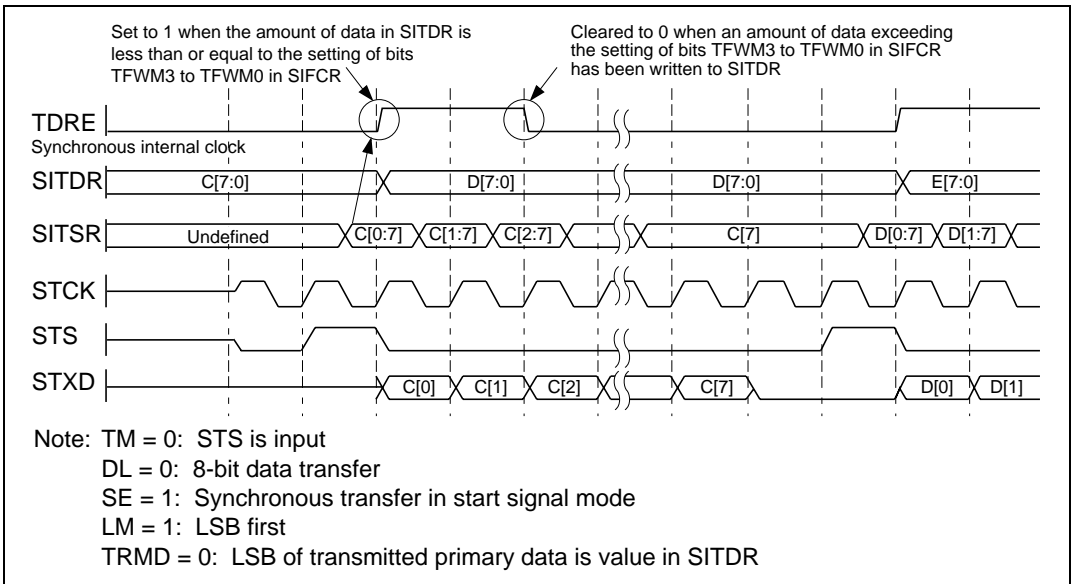 Set to 1 when the amount of data in SITDR is
less than or equal to the setting of bits
TFWM3 to TFWM0 in SIFCR
Cleared to 0 when an amount of data exceeding
the setting of bits TFWM3 to TFWM0 in SIFCR
has been written to SITDR
TDRE
Synchronous internal clock
SITDR C[7:0] D[7:0] D[7:0] E[7:0]
SITSR Undefined C[0:7] C[1:7] C[2:7] C[7] D[0:7] D[1:7]
STCK
STS
STXD C[0] C[1] C[2] C[7] D[0] D[1]
Note: TM = 0: STS is input
DL = 0: 8-bit data transfer
SE = 1: Synchronous transfer in start signal mode
LM = 1: LSB first
TRMD = 0: LSB of transmitted primary data is value in SITDR